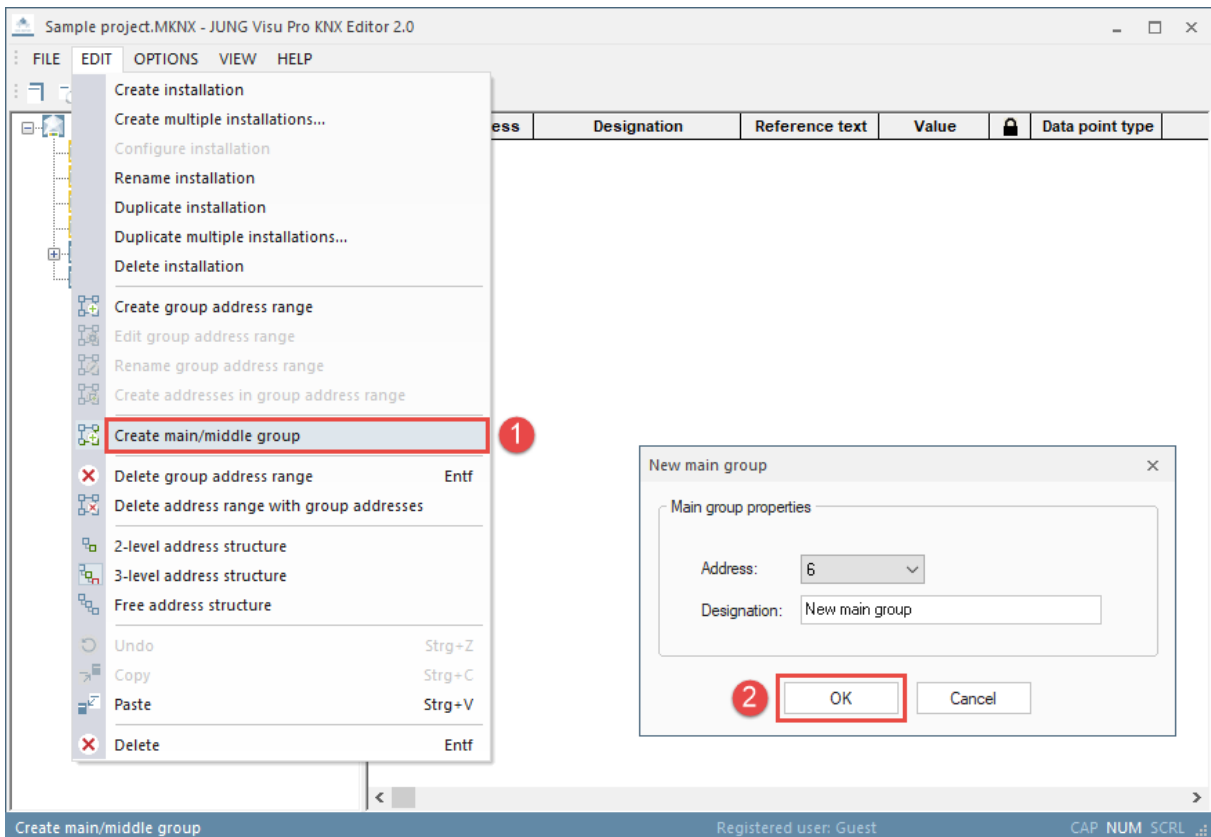 Sample project.MKNX - JUNG Visu Pro KNX Editor 2.0
FILE EDIT OPTIONS VIEW HELP
Create installation
Create multiple installations...
Configure installation
Rename installation
Duplicate installation
Duplicate multiple installations...
Delete installation
Create group address range
Edit group address range
Rename group address range
Create addresses in group address range
Create main/middle group
1
Delete group address range Entf
Delete address range with group addresses
2-level address structure
3-level address structure
Free address structure
Undo Strg+Z
Copy Strg+C
Paste Strg+V
Delete Entf
ess Designation Reference text Value Data point type
New main group
Main group properties
Address: 6
Designation: New main group
2
OK Cancel
Create main/middle group Registered user: Guest CAP NUM SCRL